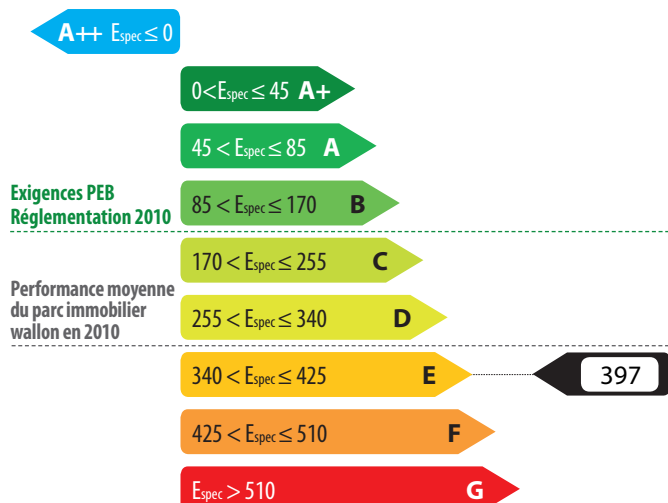 A++ Espec ≤ 0
0<Espec ≤ 45 A+
45 < Espec ≤ 85 A
Exigences PEB
Réglementation 2010
85 < Espec ≤ 170 B
170 < Espec ≤ 255 C
Performance moyenne
du parc immobilier
wallon en 2010
255 < Espec ≤ 340 D
340 < Espec ≤ 425 E
397
425 < Espec ≤ 510 F
Espec > 510 G